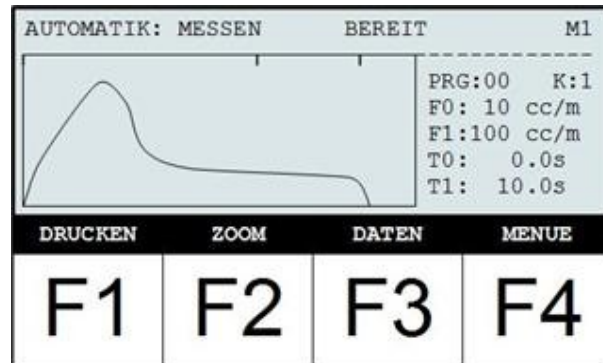 AUTOMATIK: MESSEN BEREIT M1
PRG:00 K:1
F0: 10 cc/m
F1:100 cc/m
T0: 0.0s
T1: 10.0s
DRUCKEN ZOOM DATEN MENUE
F1 F2 F3 F4